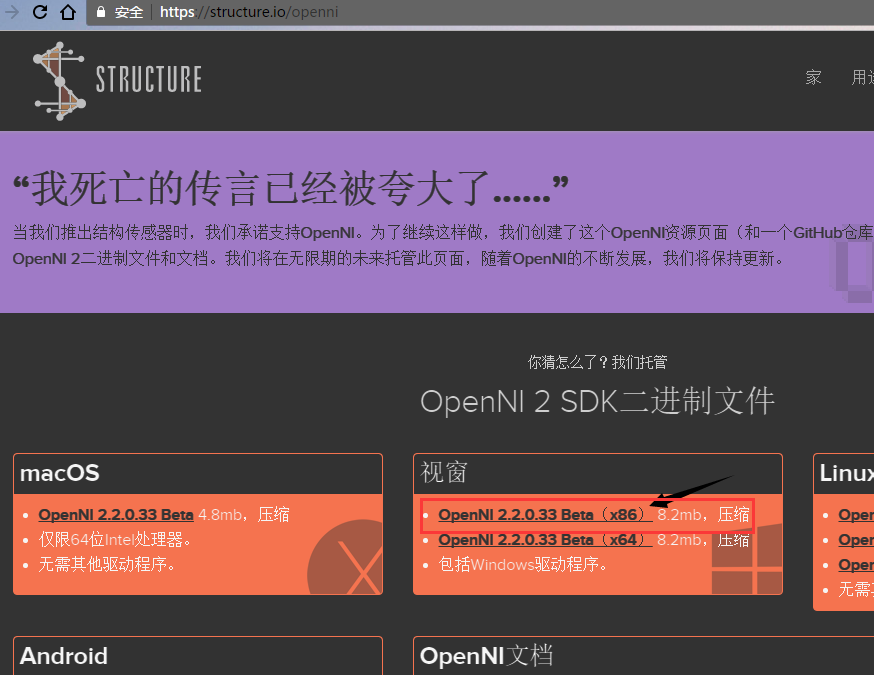 安全 https://structure.io/openni
STRUCTURE
家
“我死亡的传言已经被夸大了......”
当我们推出结构传感器时，我们承诺支持OpenNI。为了继续这样做，我们创建了这个OpenNI资源页面（和一个GitHub仓库
OpenNI 2二进制文件和文档。我们将在无限期的未来托管此页面，随着OpenNI的不断发展，我们将保持更新。
你猜怎么了？我们托管
OpenNI 2 SDK二进制文件
macOS
OpenNI 2.2.0.33 Beta 4.8mb，压缩
仅限64位Intel处理器。
无需其他驱动程序。
视窗
OpenNI 2.2.0.33 Beta（x86） 8.2mb，压缩
OpenNI 2.2.0.33 Beta（x64） 8.2mb，压缩
包括Windows驱动程序。
Linux
Open
Open
Open
无需
Android
OpenNI文档